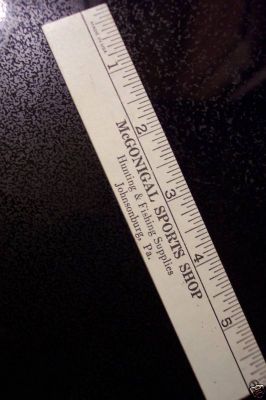 1 2 3 4 5
McGONIGAL SPORTS SHOP
Hunting & Fishing Supplies
Johnsonburg, Pa.